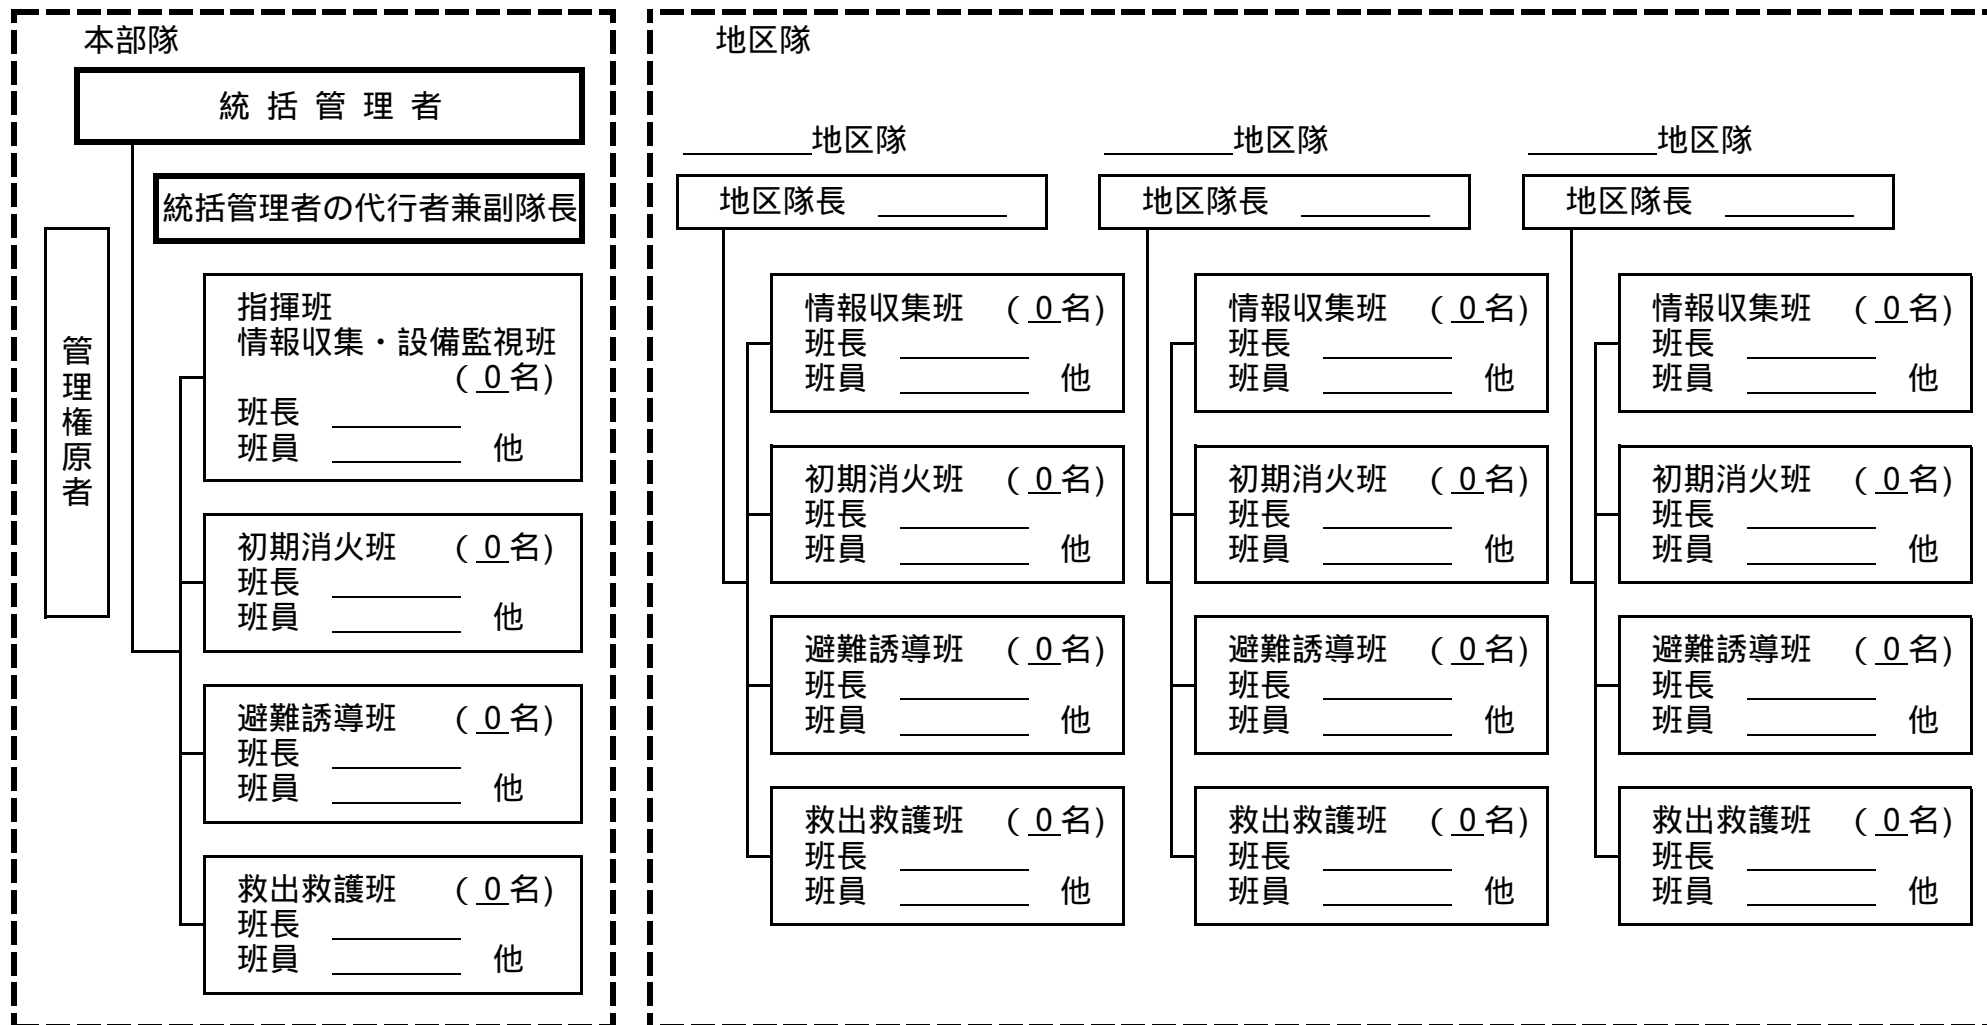 本部隊
統括管理者
統括管理者の代行者兼副隊長
管理権原者
指揮班
情報収集・設備監視班
(0名)
班長
班員 他
初期消火班 (0名)
班長
班員 他
避難誘導班 (0名)
班長
班員 他
救出救護班 (0名)
班長
班員 他
地区隊
地区隊
地区隊長
情報収集班 (0名)
班長
班員 他
初期消火班 (0名)
班長
班員 他
避難誘導班 (0名)
班長
班員 他
救出救護班 (0名)
班長
班員 他
地区隊
地区隊長
情報収集班 (0名)
班長
班員 他
初期消火班 (0名)
班長
班員 他
避難誘導班 (0名)
班長
班員 他
救出救護班 (0名)
班長
班員 他
地区隊
地区隊長
情報収集班 (0名)
班長
班員 他
初期消火班 (0名)
班長
班員 他
避難誘導班 (0名)
班長
班員 他
救出救護班 (0名)
班長
班員 他